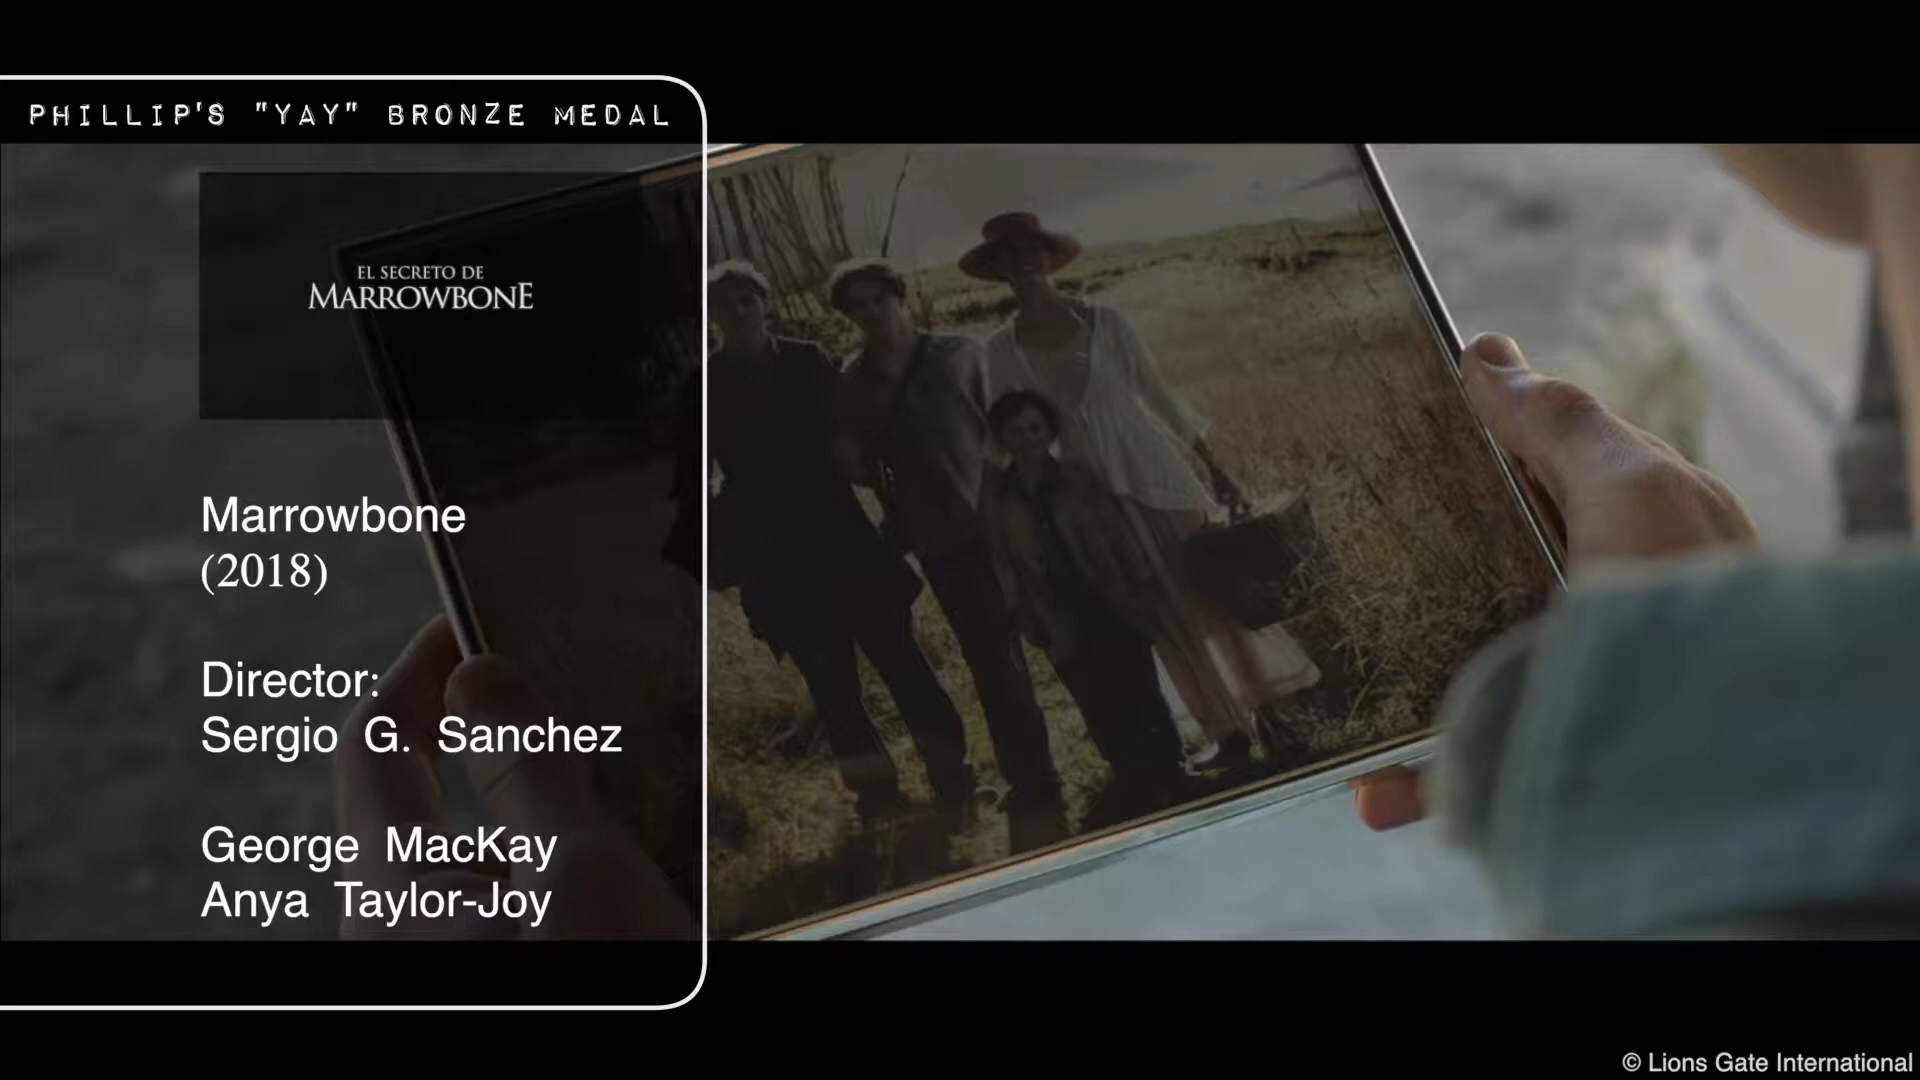 PHILLIP'S "YAY" BRONZE MEDAL
EL SECRETO DE
MARROWBONE
Marrowbone
(2018)
Director:
Sergio G. Sanchez
George MacKay
Anya Taylor-Joy
© Lions Gate International